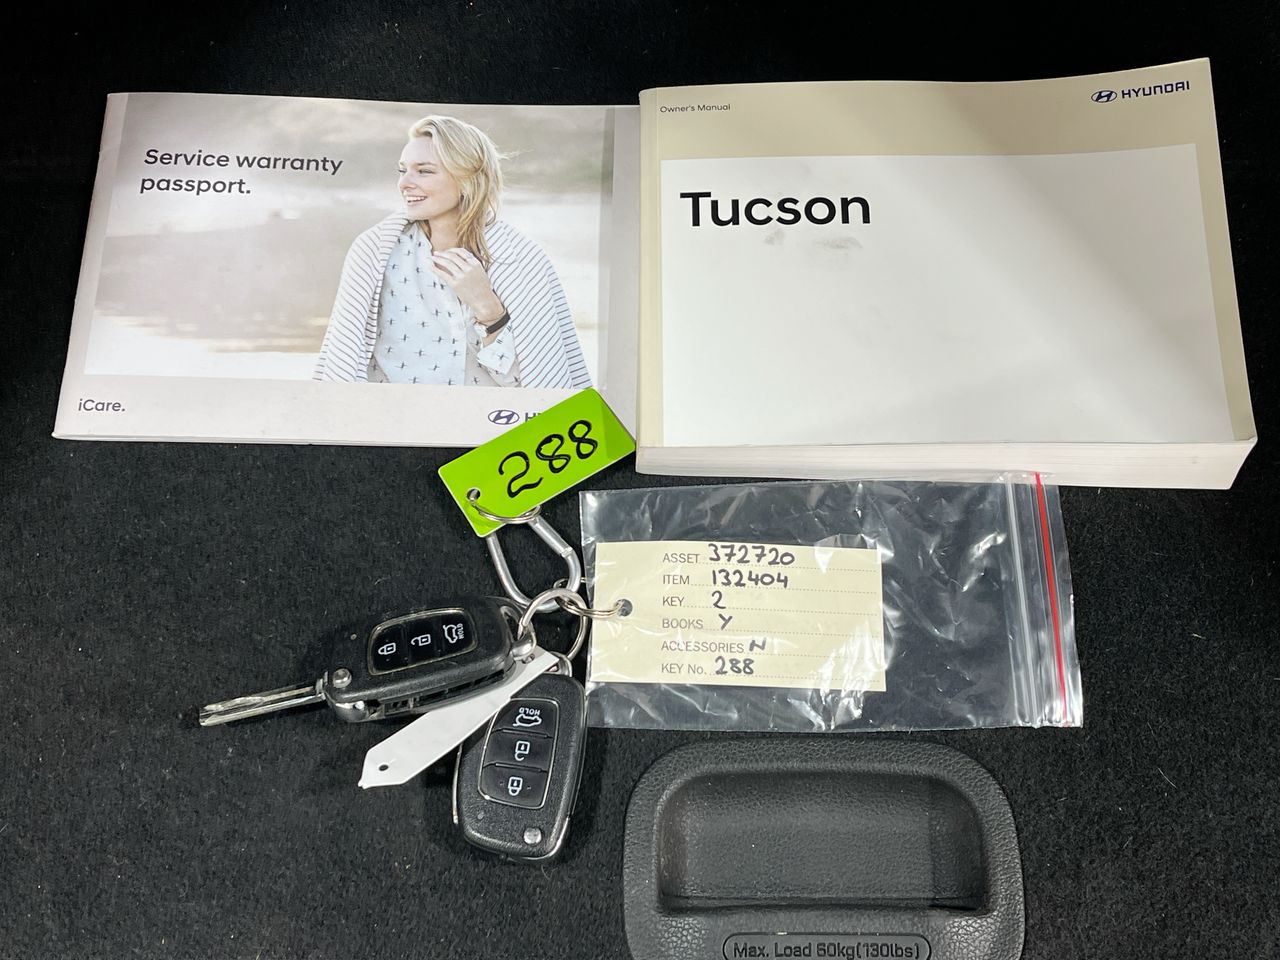 Service warranty
passport.
iCare.
Owner's Manual
HYUNDAI
Tucson
288
ASSET 372720
ITEM 132404
KEY 2
BOOKS Y
ACCESSORIES N
KEY No. 288
HOLD
HOLD
Max. Load 60kg(130lbs)